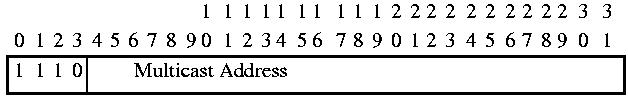 1 1 1 1 1 1 1 1 1 1 2 2 2 2 2 2 2 2 2 2 3 3
0 1 2 3 4 5 6 7 8 9 0 1 2 3 4 5 6 7 8 9 0 1 2 3 4 5 6 7 8 9 0 1
1 1 1 0 Multicast Address